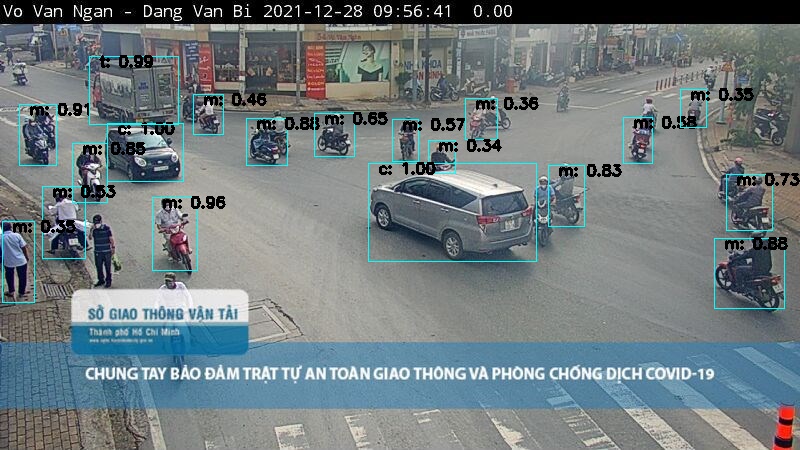 Vo Van Ngan - Dang Van Bi 2021-12-28 09:56:41 0.00
t: 0.99
m: 0.91
m: 0.46
m: 0.36
m: 0.35
c: 1.00
m: 0.88
m: 0.65
m: 0.57
m: 0.58
m: 0.85
m: 0.34
c: 1.00
m: 0.83
m: 0.73
m: 0.53
m: 0.96
m: 0.35
m: 0.88
SỞ GIAO THÔNG VẬN TẢI
Thành phố Hồ Chí Minh
CHUNG TAY BẢO ĐẢM TRẬT TỰ AN TOÀN GIAO THÔNG VÀ PHÒNG CHỐNG DỊCH COVID-19